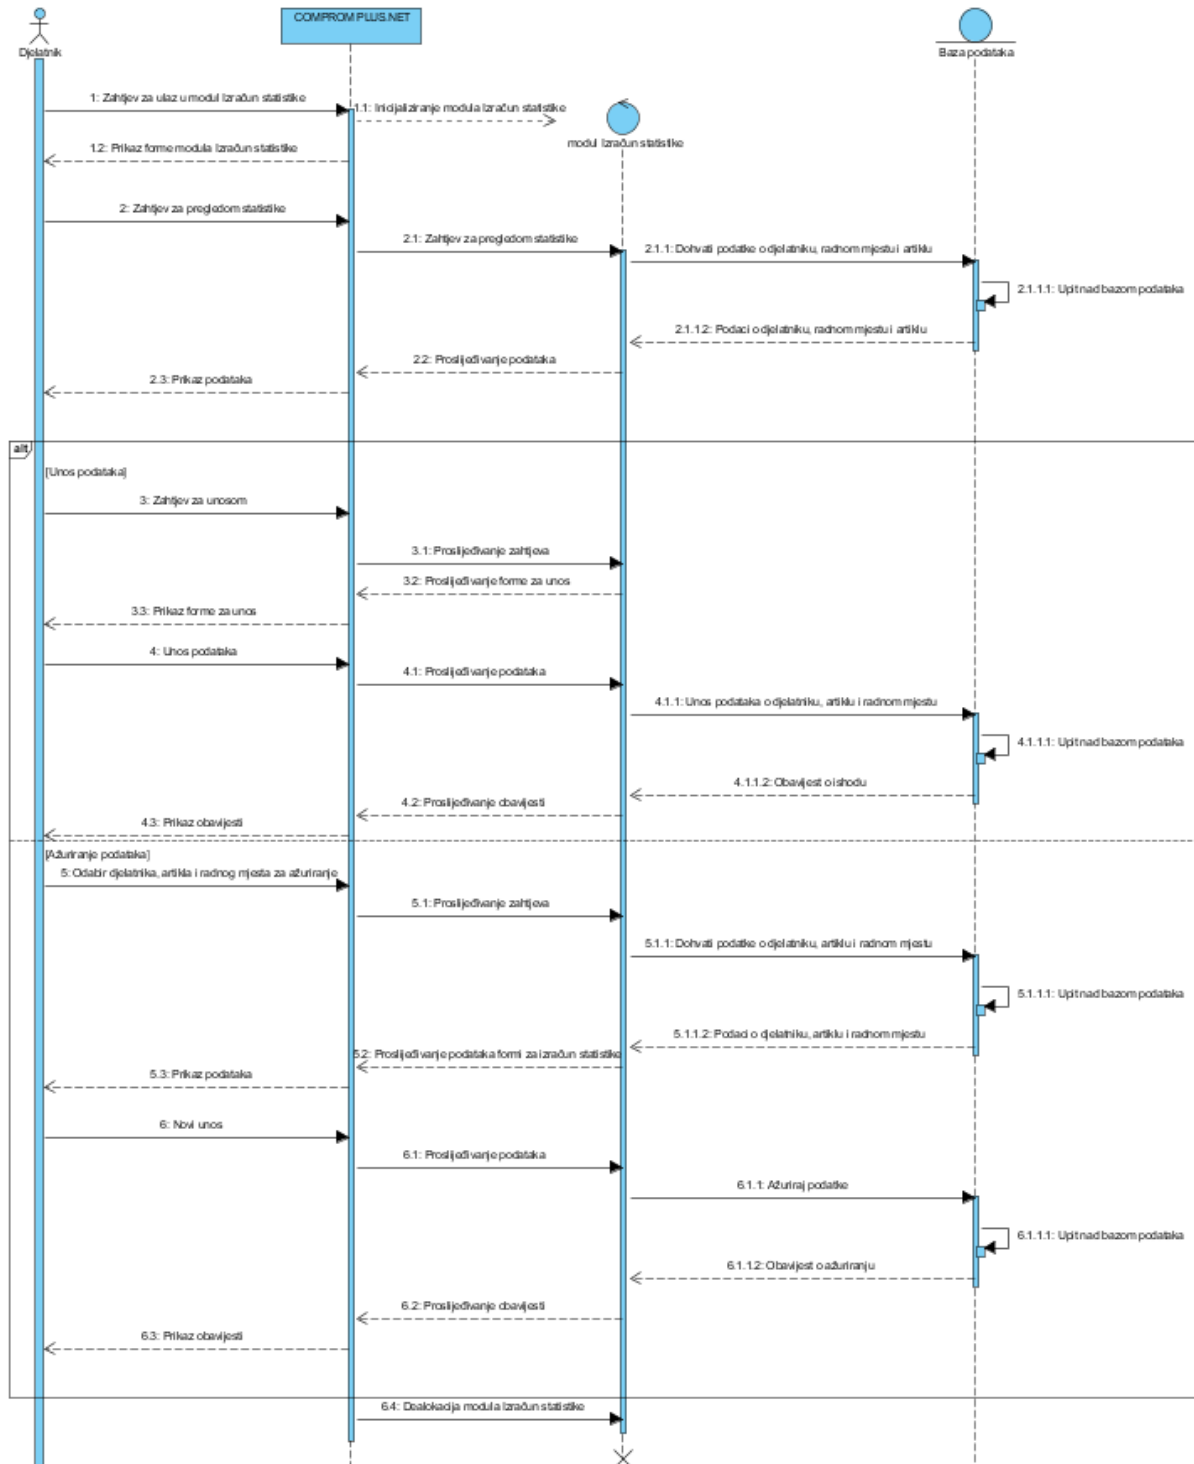 COMPROM PLUS.NET
Djelatnik
Baza podataka
1: Zahtjev za ulaz u modul Izračun statistike
1.1: Inicijaliziranje modula Izračun statistike
modul Izračun statistike
1.2: Prikaz forme modula Izračun statistike
2: Zahtjev za pregledom statistike
2.1: Zahtjev za pregledom statistike
2.1.1: Dohvati podatke o djelatniku, radnom mjestu i artiklu
2.1.1.1: Upit nad bazom podataka
2.1.1.2: Podaci o djelatniku, radnom mjestu i artiklu
2.2: Proslijeđivanje podataka
2.3: Prikaz podataka
alt
[Unos podataka]
3: Zahtjev za unosom
3.1: Proslijeđivanje zahtjeva
3.2: Proslijeđivanje forme za unos
3.3: Prikaz forme za unos
4: Unos podataka
4.1: Proslijeđivanje podataka
4.1.1: Unos podataka o djelatniku, artiklu i radnom mjestu
4.1.1.1: Upit nad bazom podataka
4.1.1.2: Obavijest o ishodu
4.2: Proslijeđivanje obavijesti
4.3: Prikaz obavijesti
[Ažuriranje podataka]
5: Odabir djelatnika, artikla i radnog mjesta za ažuriranje
5.1: Proslijeđivanje zahtjeva
5.1.1: Dohvati podatke o djelatniku, artiklu i radnom mjestu
5.1.1.1: Upit nad bazom podataka
5.1.1.2: Podaci o djelatniku, artiklu i radnom mjestu
5.2: Proslijeđivanje podataka formi za izračun statistike
5.3: Prikaz podataka
6: Novi unos
6.1: Proslijeđivanje podataka
6.1.1: Ažuriraj podatke
6.1.1.1: Upit nad bazom podataka
6.1.1.2: Obavijest o ažuriranju
6.2: Proslijeđivanje obavijesti
6.3: Prikaz obavijesti
6.4: Dealokacija modula Izračun statistike